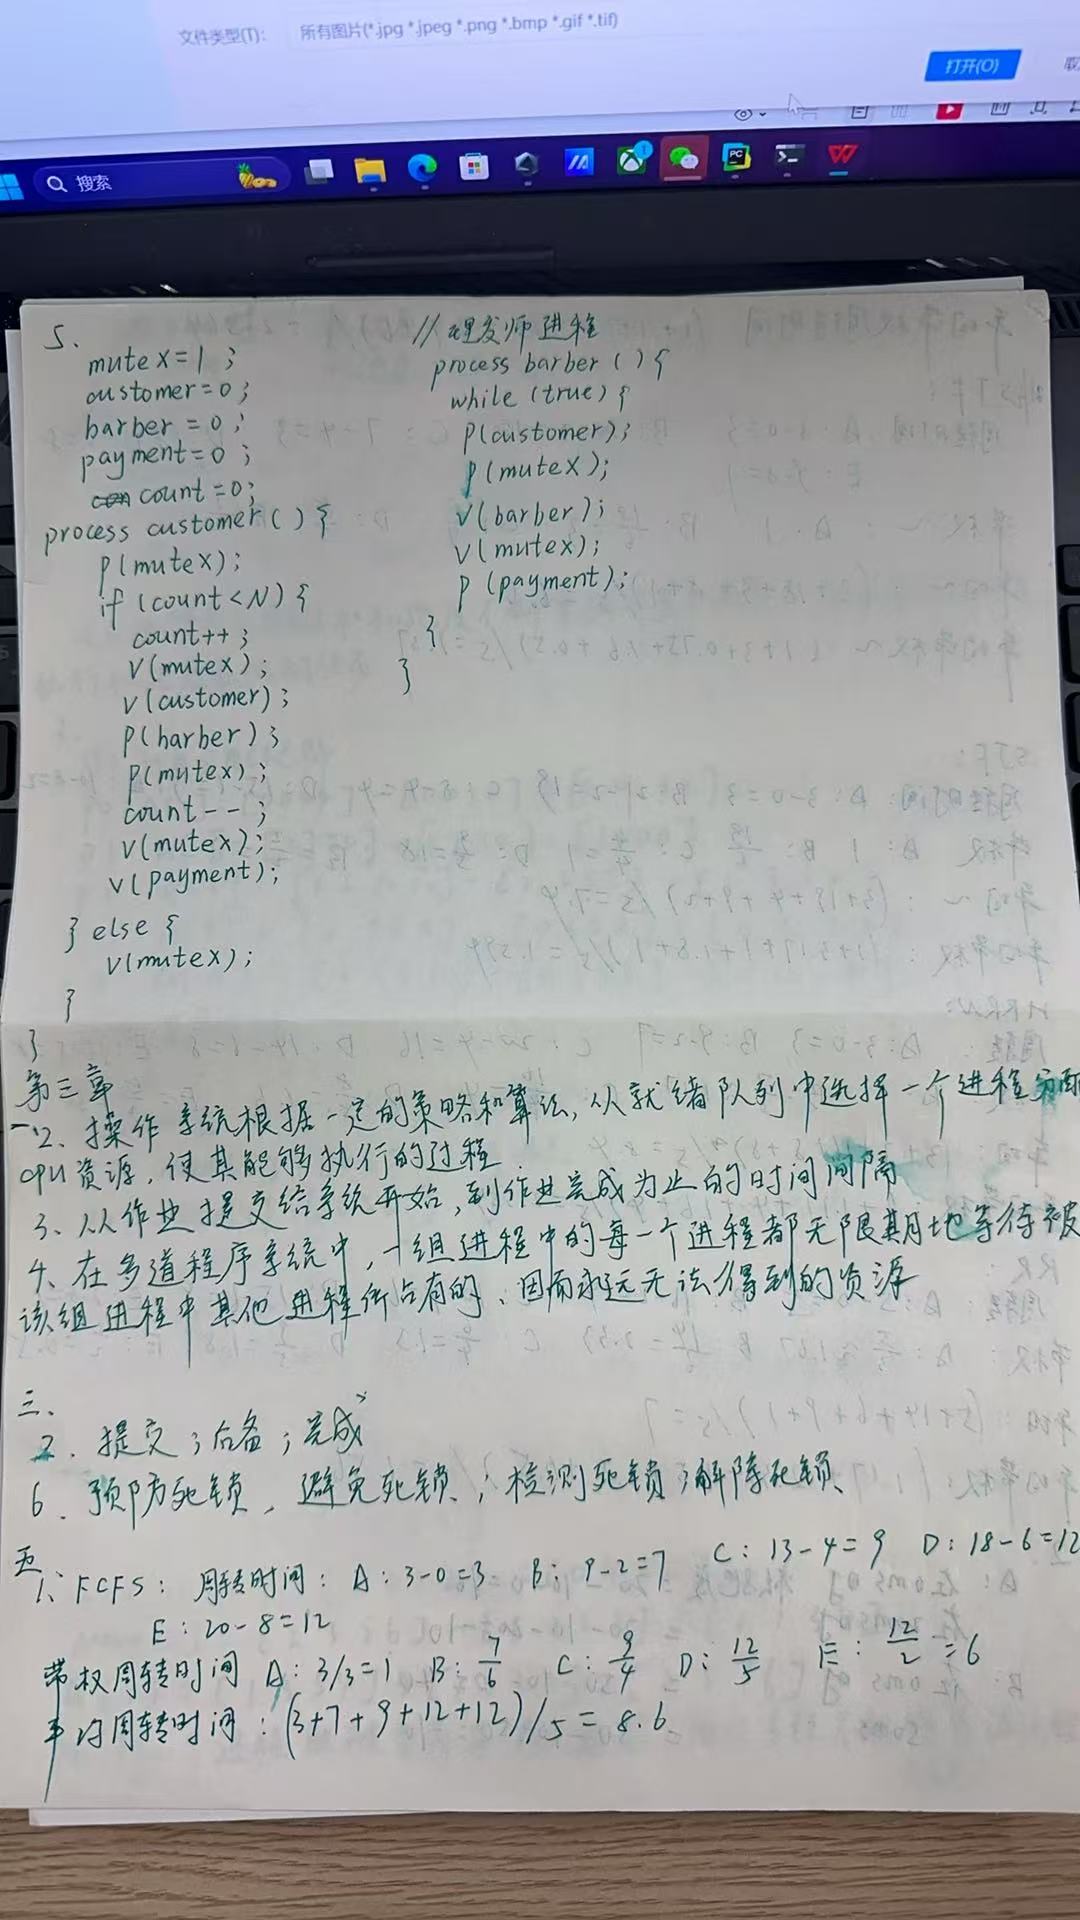 文件类型(T):
所有图片(*.jpg *.jpeg *.png *.bmp *.gif *.tif)
打开(O)
取
搜索
5.
mutex=1;
customer=0;
barber=0;
payment=0;
count=0;
process customer(){
p(mutex);
if(count<N){
count++;
v(mutex);
v(customer);
p(barber);
p(mutex);
count--;
v(mutex);
v(payment);
} else {
v(mutex);
}
}
//理发师进程
process barber(){
while(true){
p(customer);
p(mutex);
v(barber);
v(mutex);
p(payment);
}
}
第三章
一2、操作系统根据一定的策略和算法,从就绪队列中选择一个进程分配
CPU资源,使其能够执行的过程
3、从作业提交给系统开始,到作业完成为止的时间间隔
4、在多道程序系统中,一组进程中的每一个进程都无限期地等待被
该组进程中其他进程所占有的、因而永远无法得到的资源
三、
2.提交;后备;完成
6.预防死锁、避免死锁;检测死锁;解除死锁
五
1、FCFS:周转时间:A:3-0=3 B:9-2=7 C:13-4=9 D:18-6=12
E:20-8=12
带权周转时间 A:3/3=1 B:7/6 C:9/4 D:12/5 E:12/2=6
平均周转时间:(3+7+9+12+12)/5=8.6